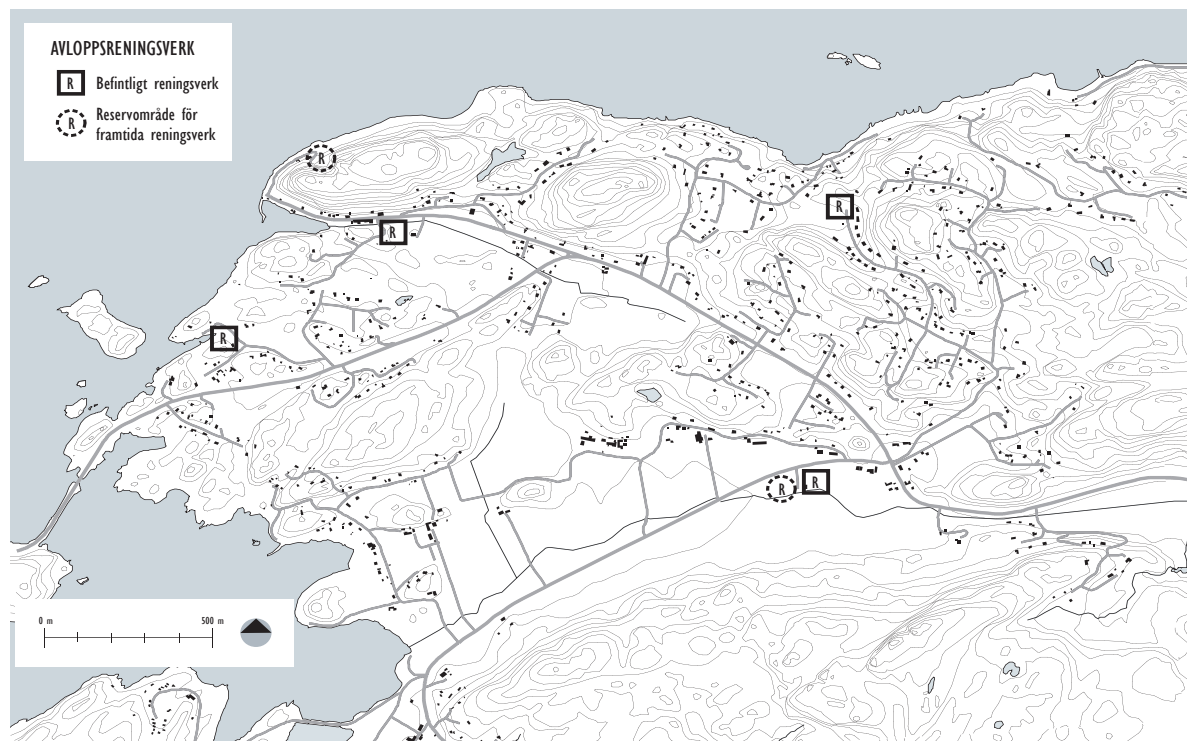 AVLOPPSRENINGSVERK
R Befintligt reningsverk
R Reservområde för
framtida reningsverk
R
R
R
R
R
R
0 m 500 m